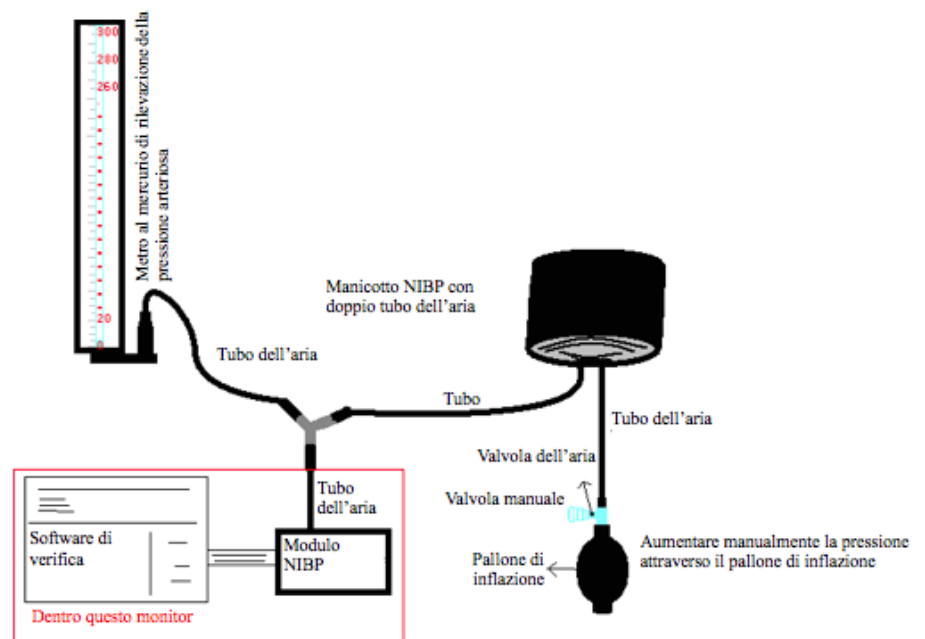 300
280
260
20
0
Metro al mercurio di rilevazione della
pressione arteriosa
Manicotto NIBP con
doppio tubo dell'aria
Tubo dell'aria
Tubo
Tubo dell'aria
Valvola dell'aria
Valvola manuale
Tubo
dell'aria
Software di
verifica
Modulo
NIBP
Pallone di
inflazione
Aumentare manualmente la pressione
attraverso il pallone di inflazione
Dentro questo monitor